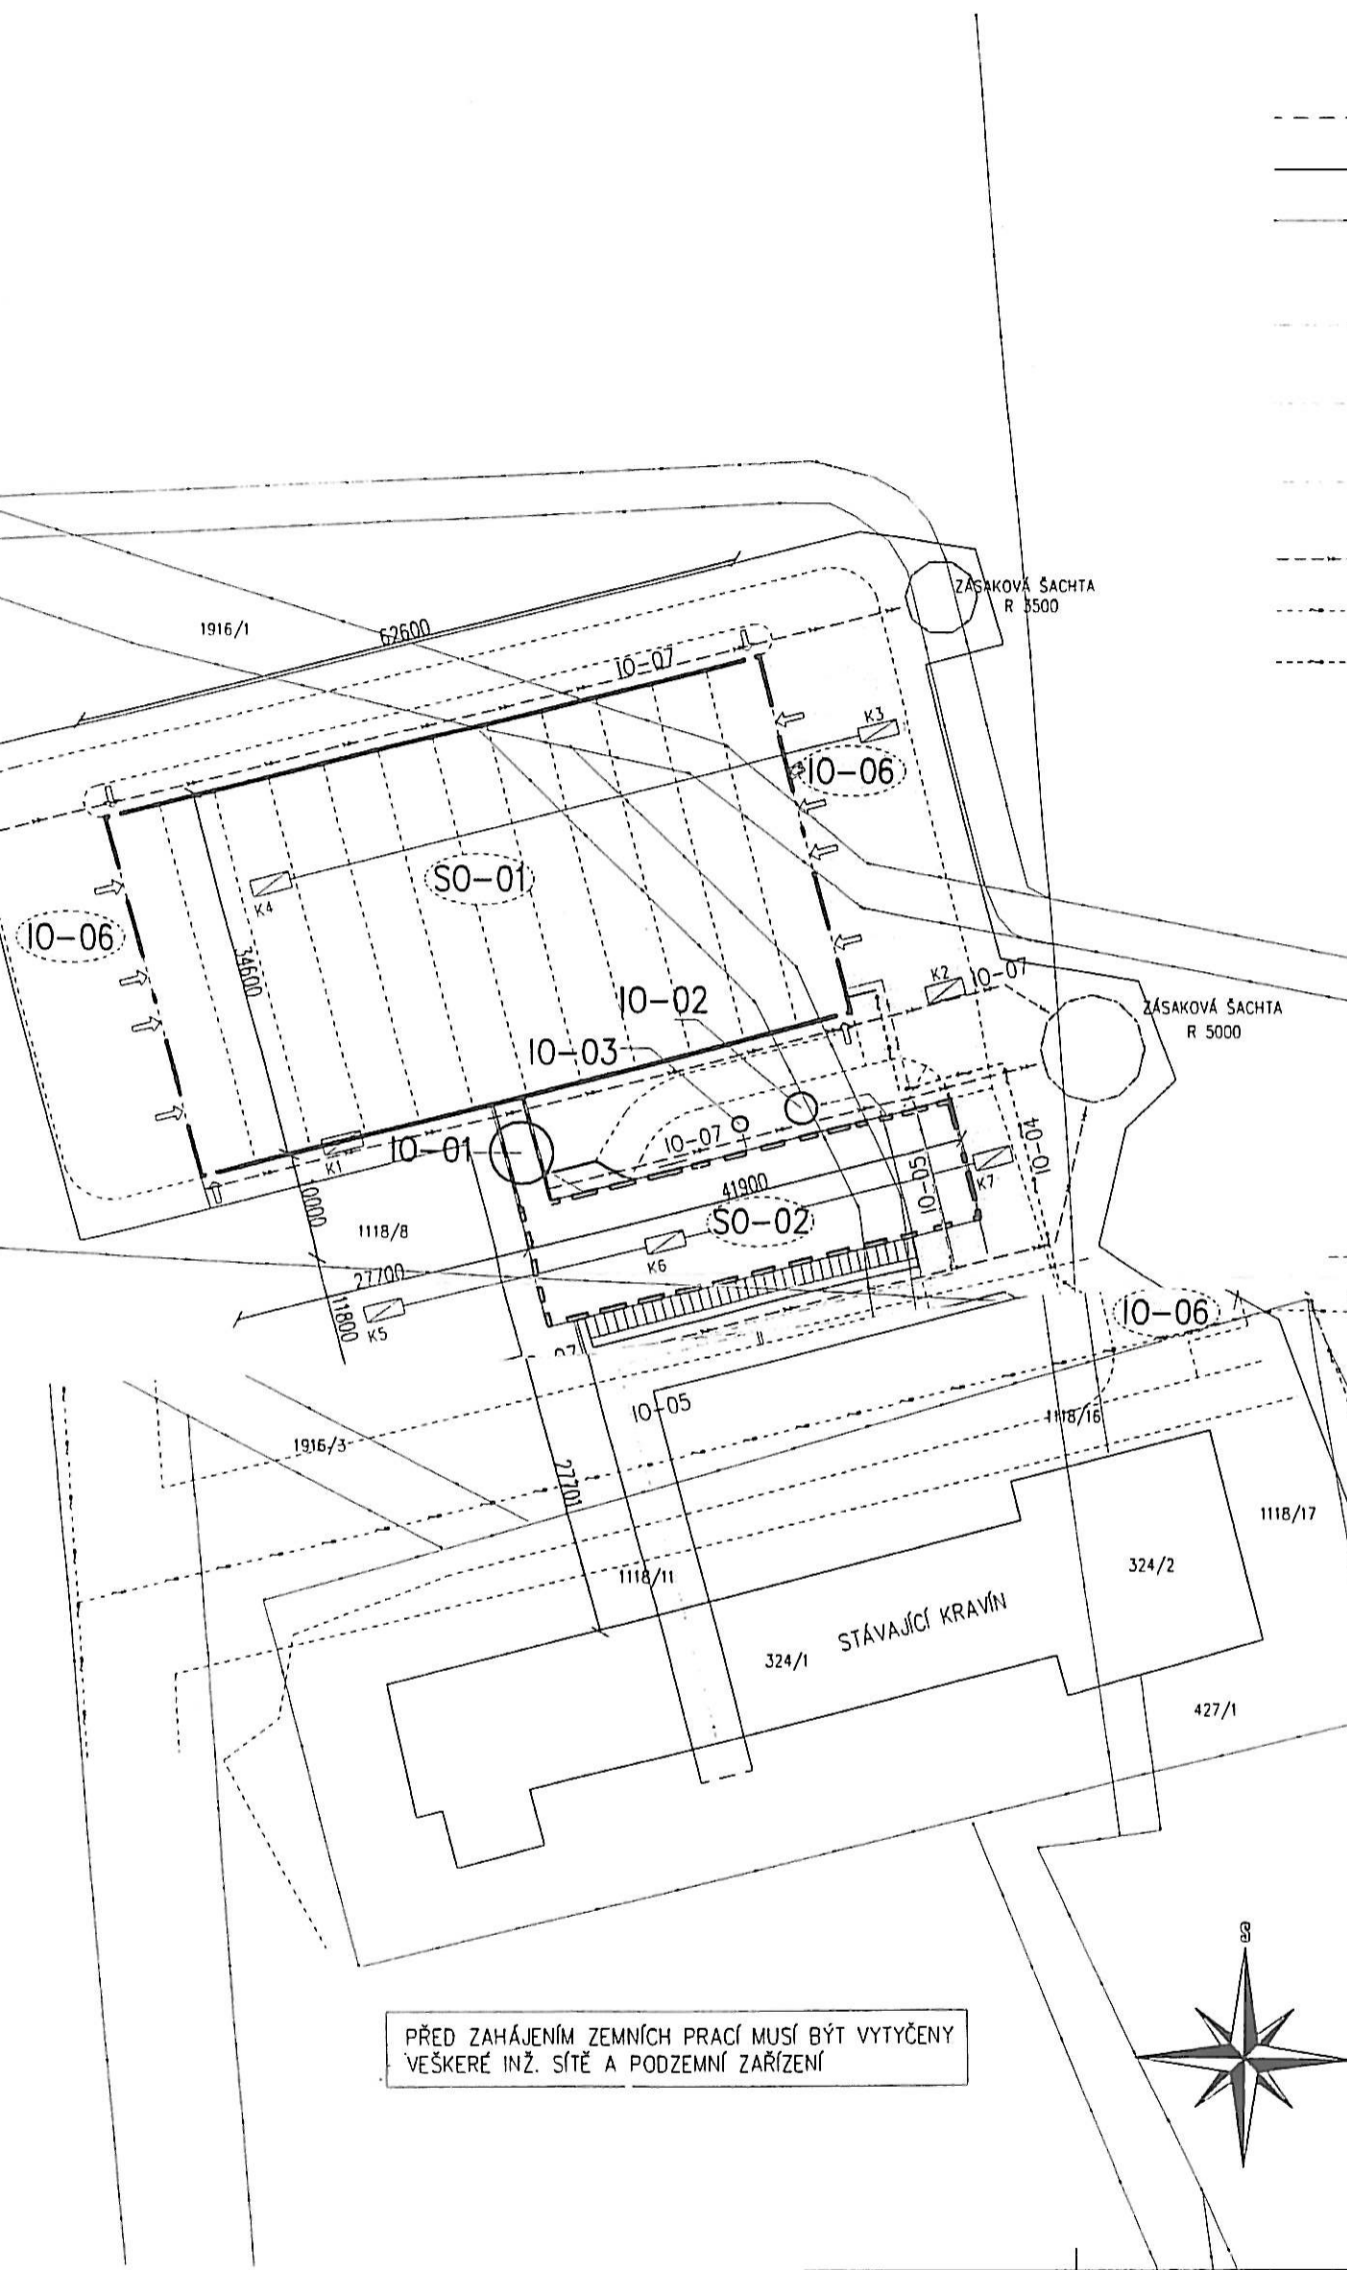 ZÁSAKOVÁ ŠACHTA
R 3500
1916/1
62600
IO-07
K3
IO-06
SO-01
K4
IO-06
34600
K2
IO-07
IO-02
ZÁSAKOVÁ ŠACHTA
R 5000
IO-03
IO-07
IO-04
IO-01
K1
IO-05
K7
41900
10000
1118/8
SO-02
K6
27700
11800
K5
IO-06
07
IO-05
1118/16
1916/3
27701
1118/17
1118/11
324/2
STÁVAJÍCÍ KRAVÍN
324/1
427/1
S
PŘED ZAHÁJENÍM ZEMNÍCH PRACÍ MUSÍ BÝT VYTYČENY
VEŠKERÉ INŽ. SÍTĚ A PODZEMNÍ ZAŘÍZENÍ